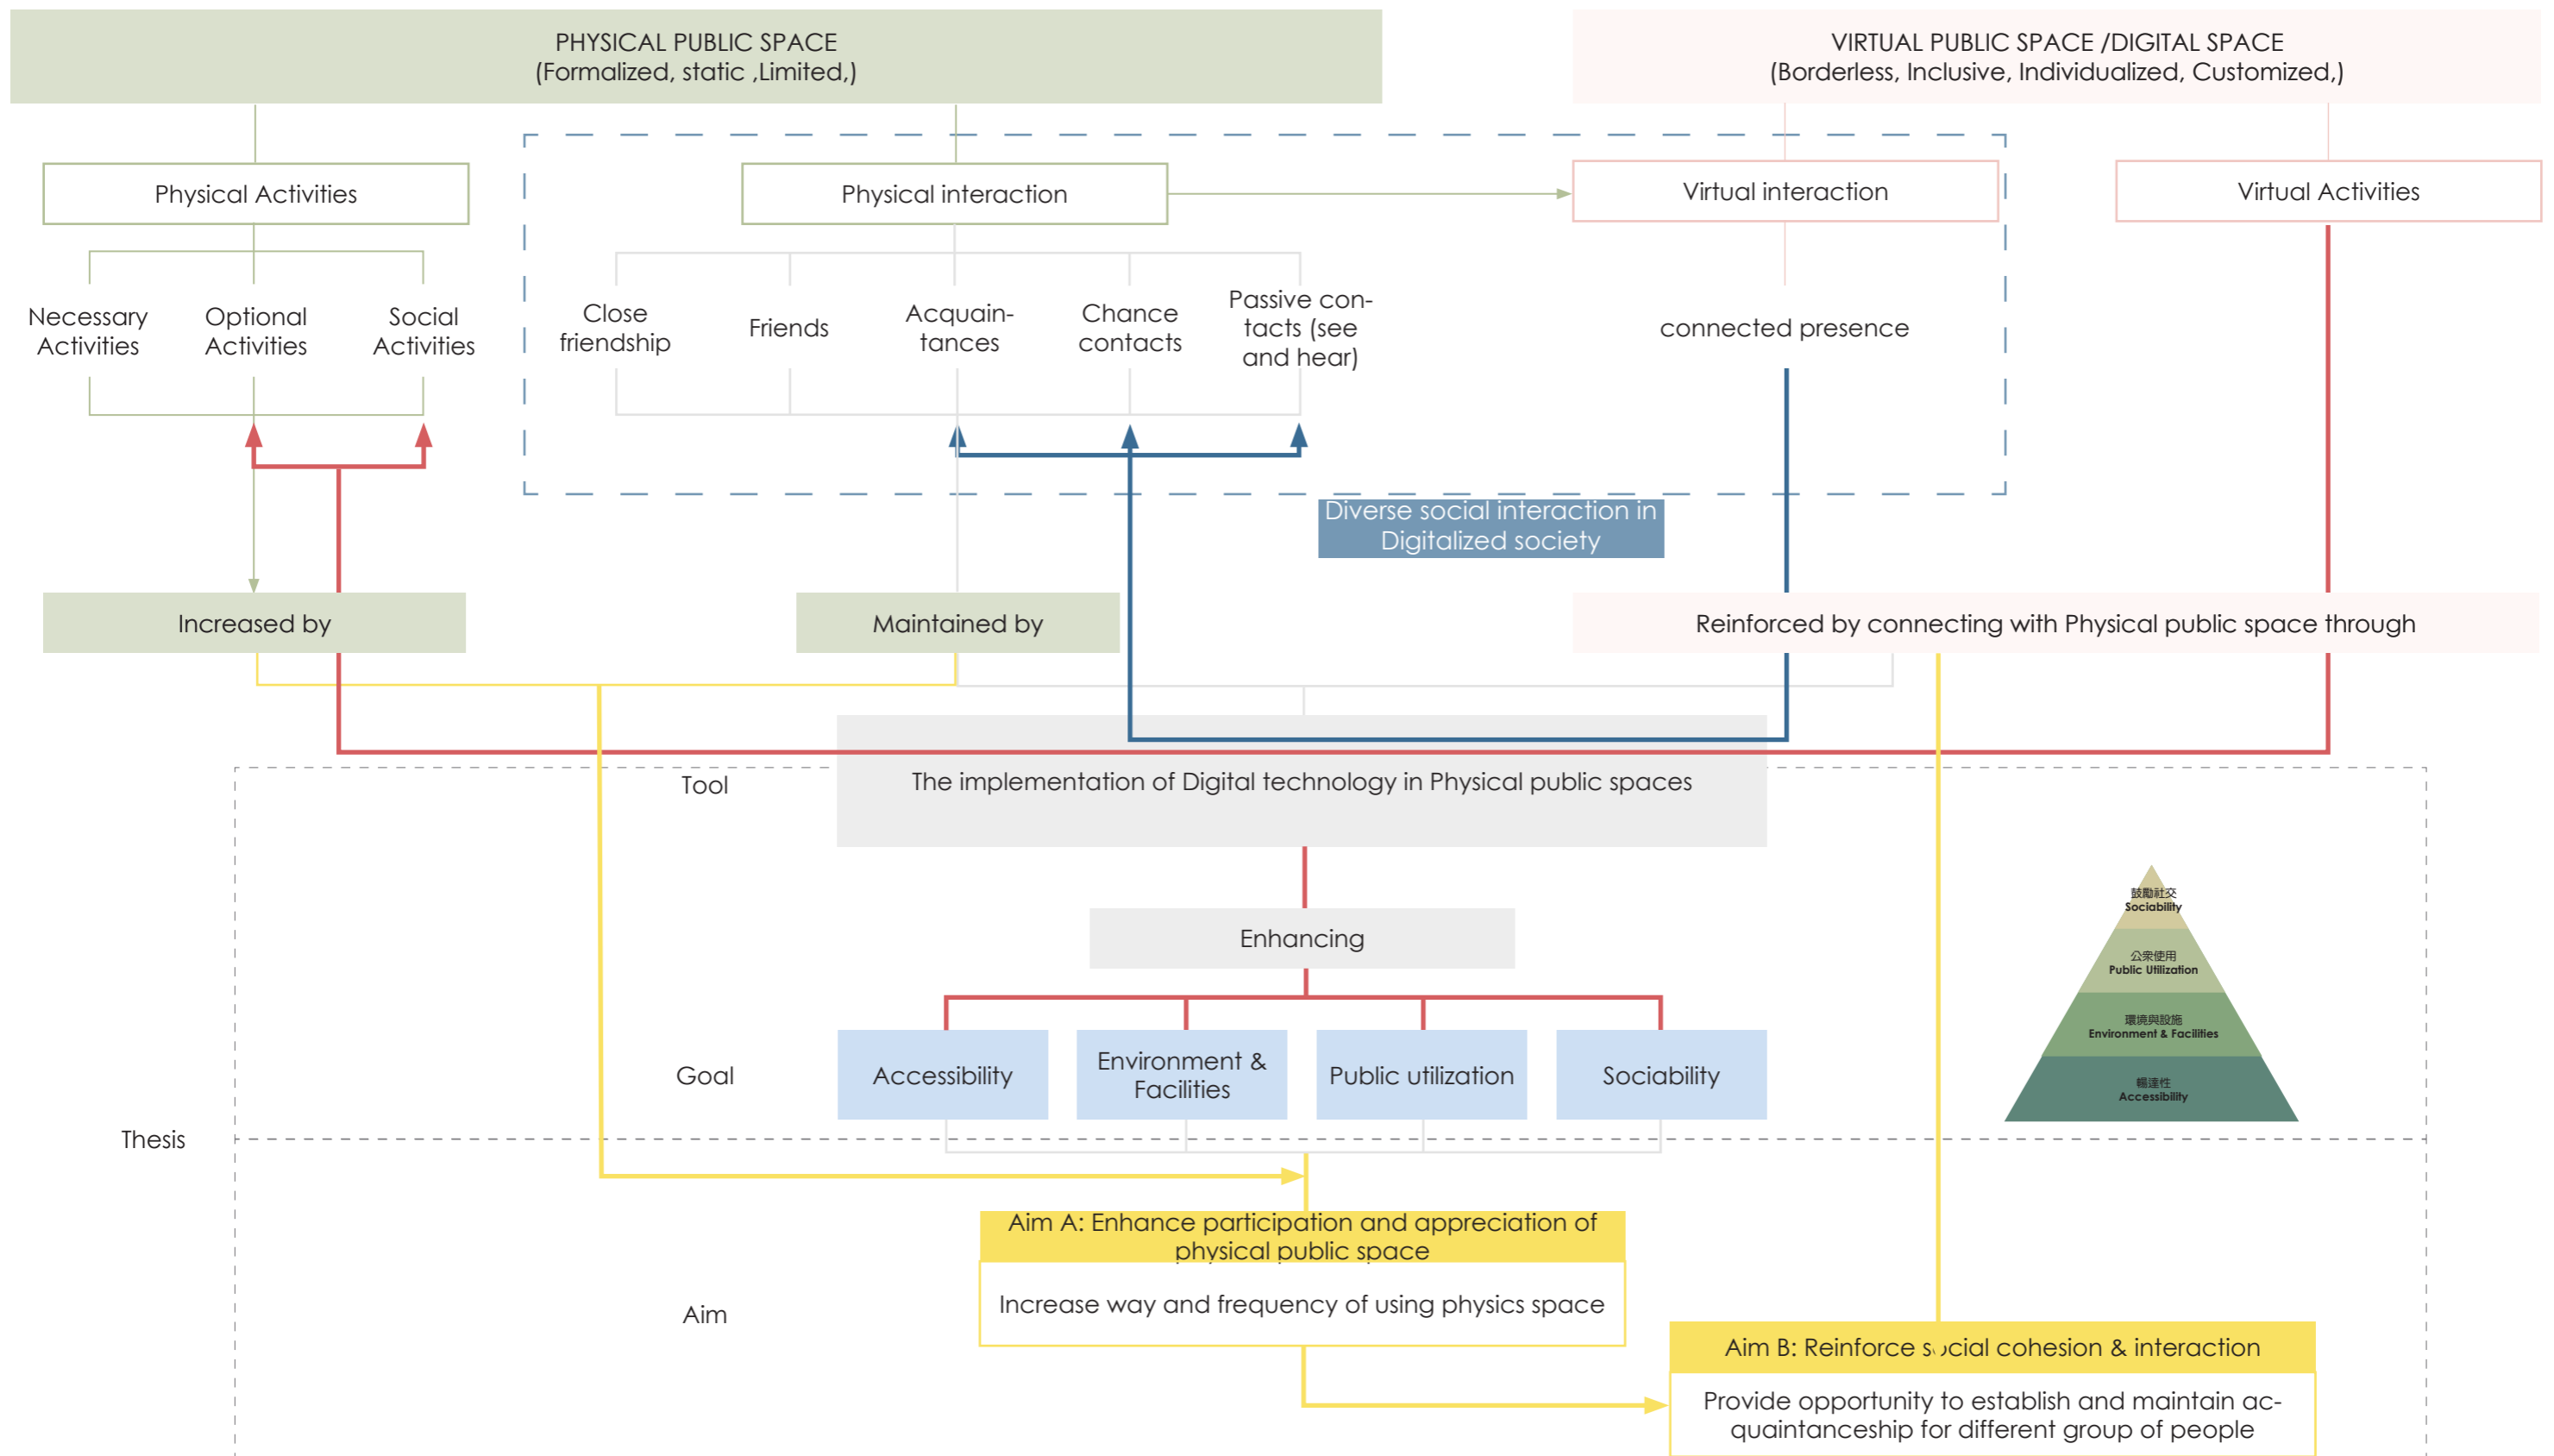 PHYSICAL PUBLIC SPACE
(Formalized, static ,Limited,)
VIRTUAL PUBLIC SPACE /DIGITAL SPACE
(Borderless, Inclusive, Individualized, Customized,)
Physical Activities
Physical interaction
Virtual interaction
Virtual Activities
Necessary
Activities
Optional
Activities
Social
Activities
Close
friendship
Friends
Acquain-
tances
Chance
contacts
Passive con-
tacts (see
and hear)
connected presence
Diverse social interaction in
Digitalized society
Increased by
Maintained by
Reinforced by connecting with Physical public space through
Tool
The implementation of Digital technology in Physical public spaces
Enhancing
鼓勵社交
Sociability
公眾使用
Public Utilization
環境與設施
Environment & Facilities
暢達性
Accessibility
Goal
Accessibility
Environment &
Facilities
Public utilization
Sociability
Thesis
Aim A: Enhance participation and appreciation of
physical public space
Increase way and frequency of using physics space
Aim
Aim B: Reinforce social cohesion & interaction
Provide opportunity to establish and maintain ac-
quaintanceship for different group of people